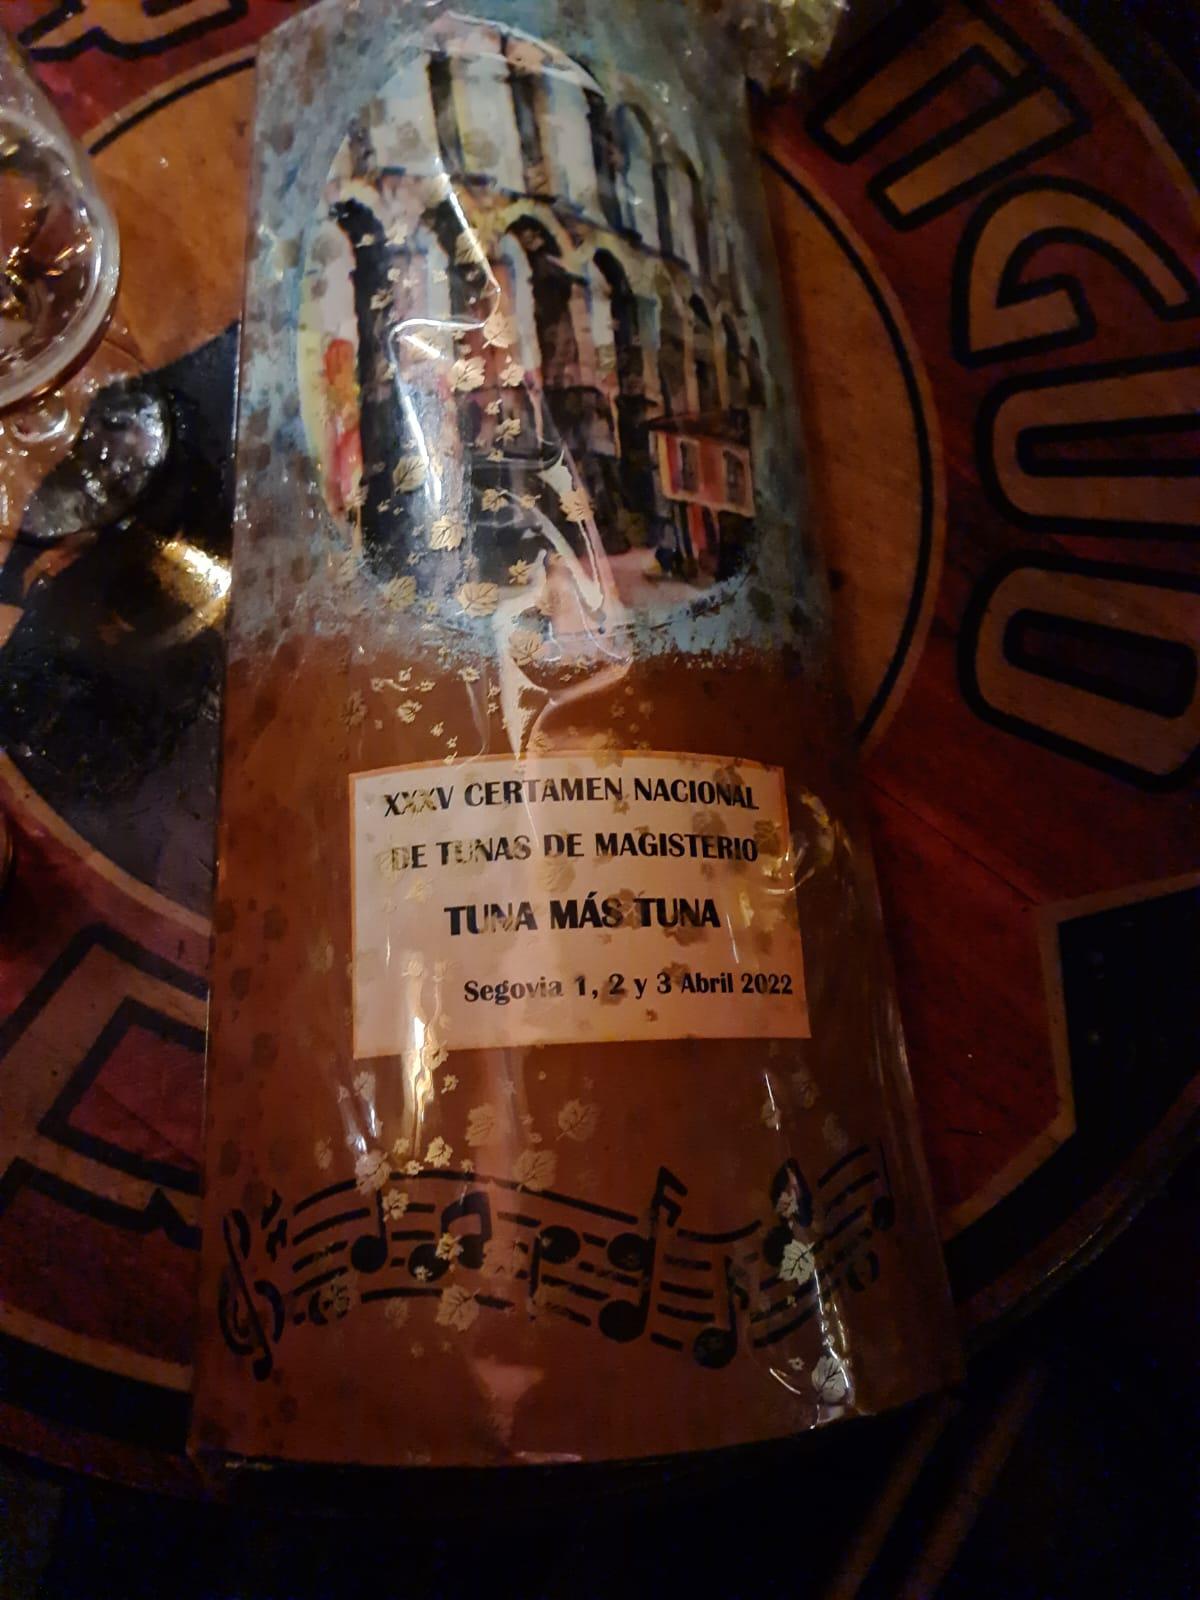 XXXV CERTAMEN NACIONAL
DE TUNAS DE MAGISTERIO
TUNA MÁS TUNA
Segovia 1, 2 y 3 Abril 2022